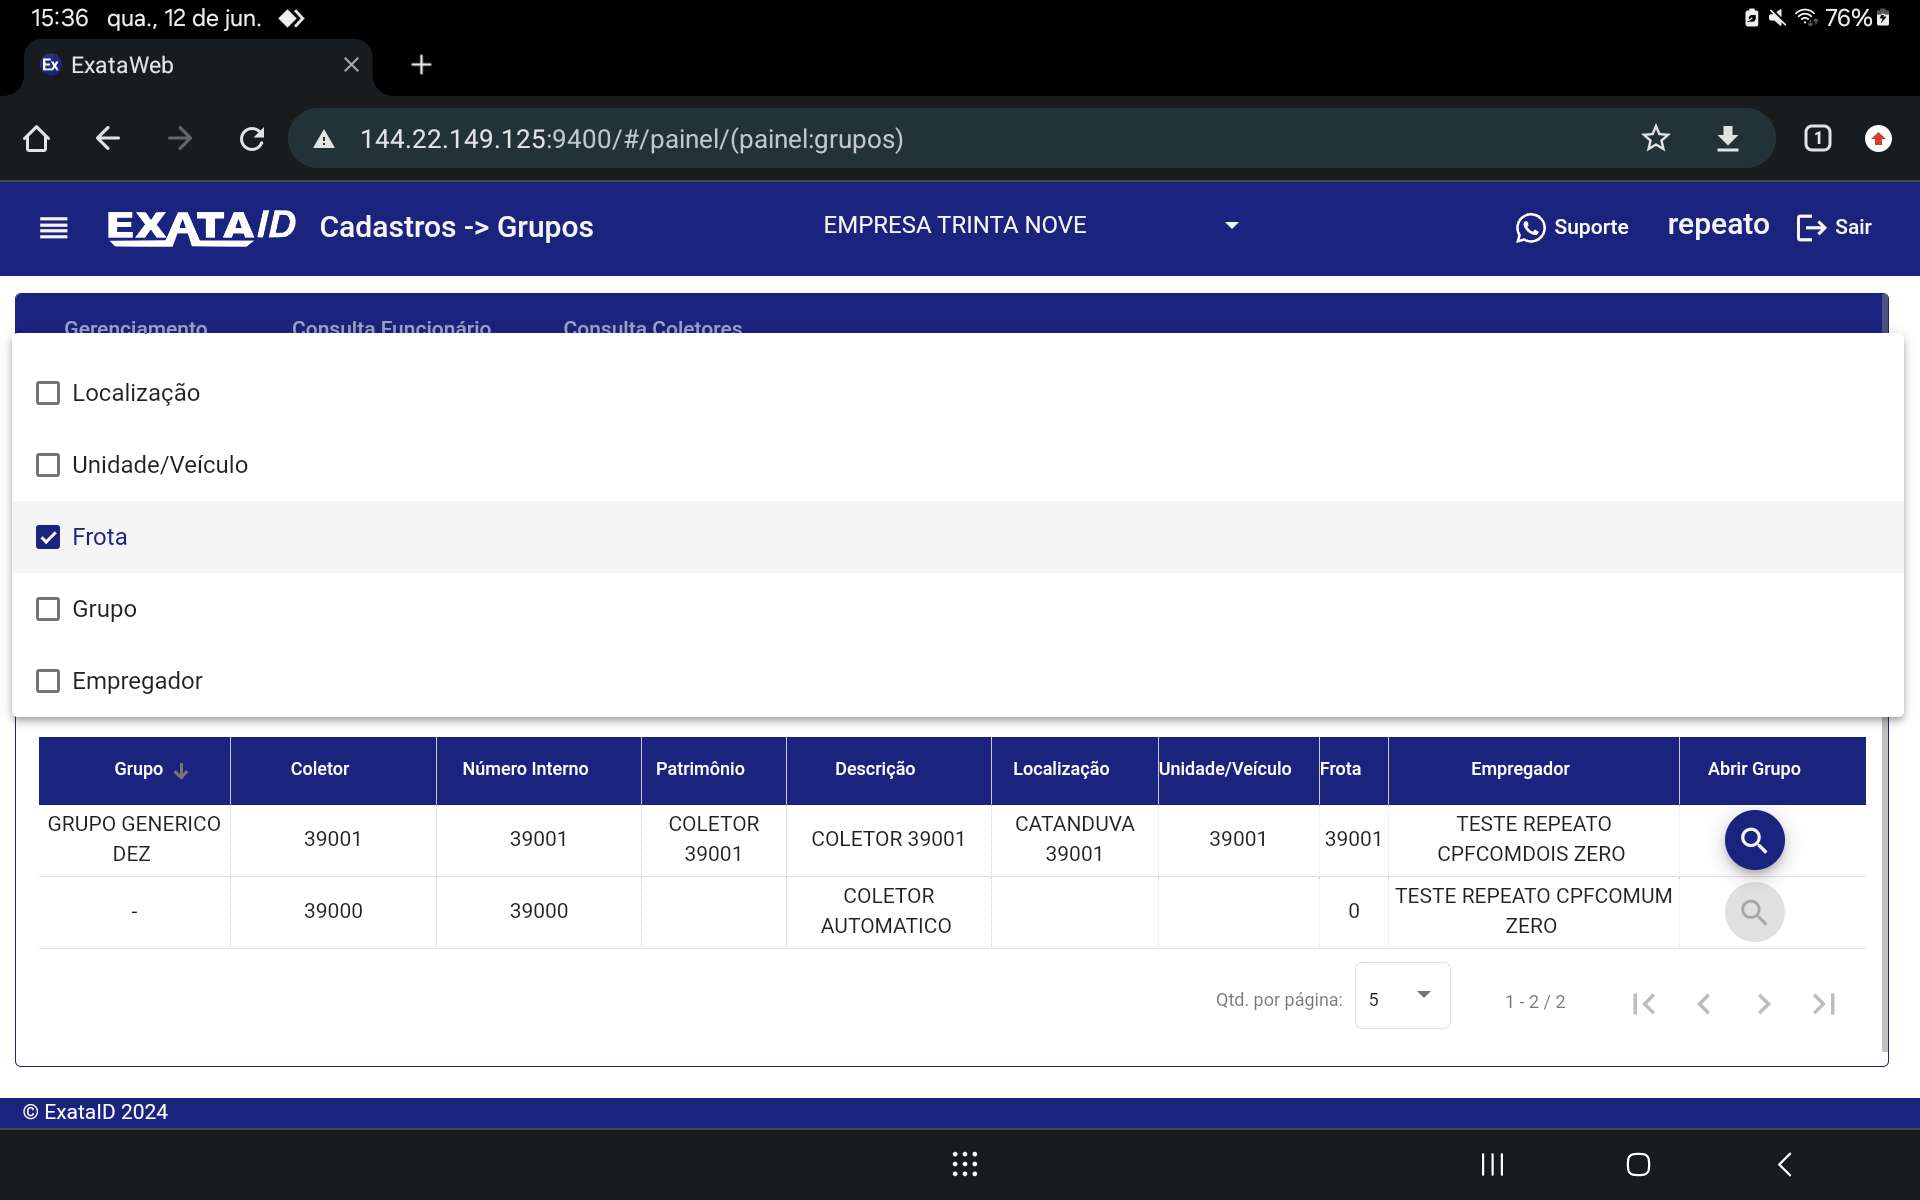 15:36 qua., 12 de jun. 76%
Ex ExataWeb
144.22.149.125:9400/#/painel/(painel:grupos) 1
EXATAID Cadastros -> Grupos EMPRESA TRINTA NOVE Suporte repeato Sair
Gerenciamento Consulta Funcionário Consulta Coletores
Localização
Unidade/Veículo
Frota
Grupo
Empregador
Grupo Coletor Número Interno Patrimônio Descrição Localização Unidade/Veículo Frota Empregador Abrir Grupo
GRUPO GENERICO DEZ 39001 39001 COLETOR 39001 COLETOR 39001 CATANDUVA 39001 39001 39001 TESTE REPEATO CPFCOMDOIS ZERO
- 39000 39000 COLETOR AUTOMATICO 0 TESTE REPEATO CPFCOMUM ZERO
Qtd. por página: 5 1 - 2 / 2
© ExataID 2024